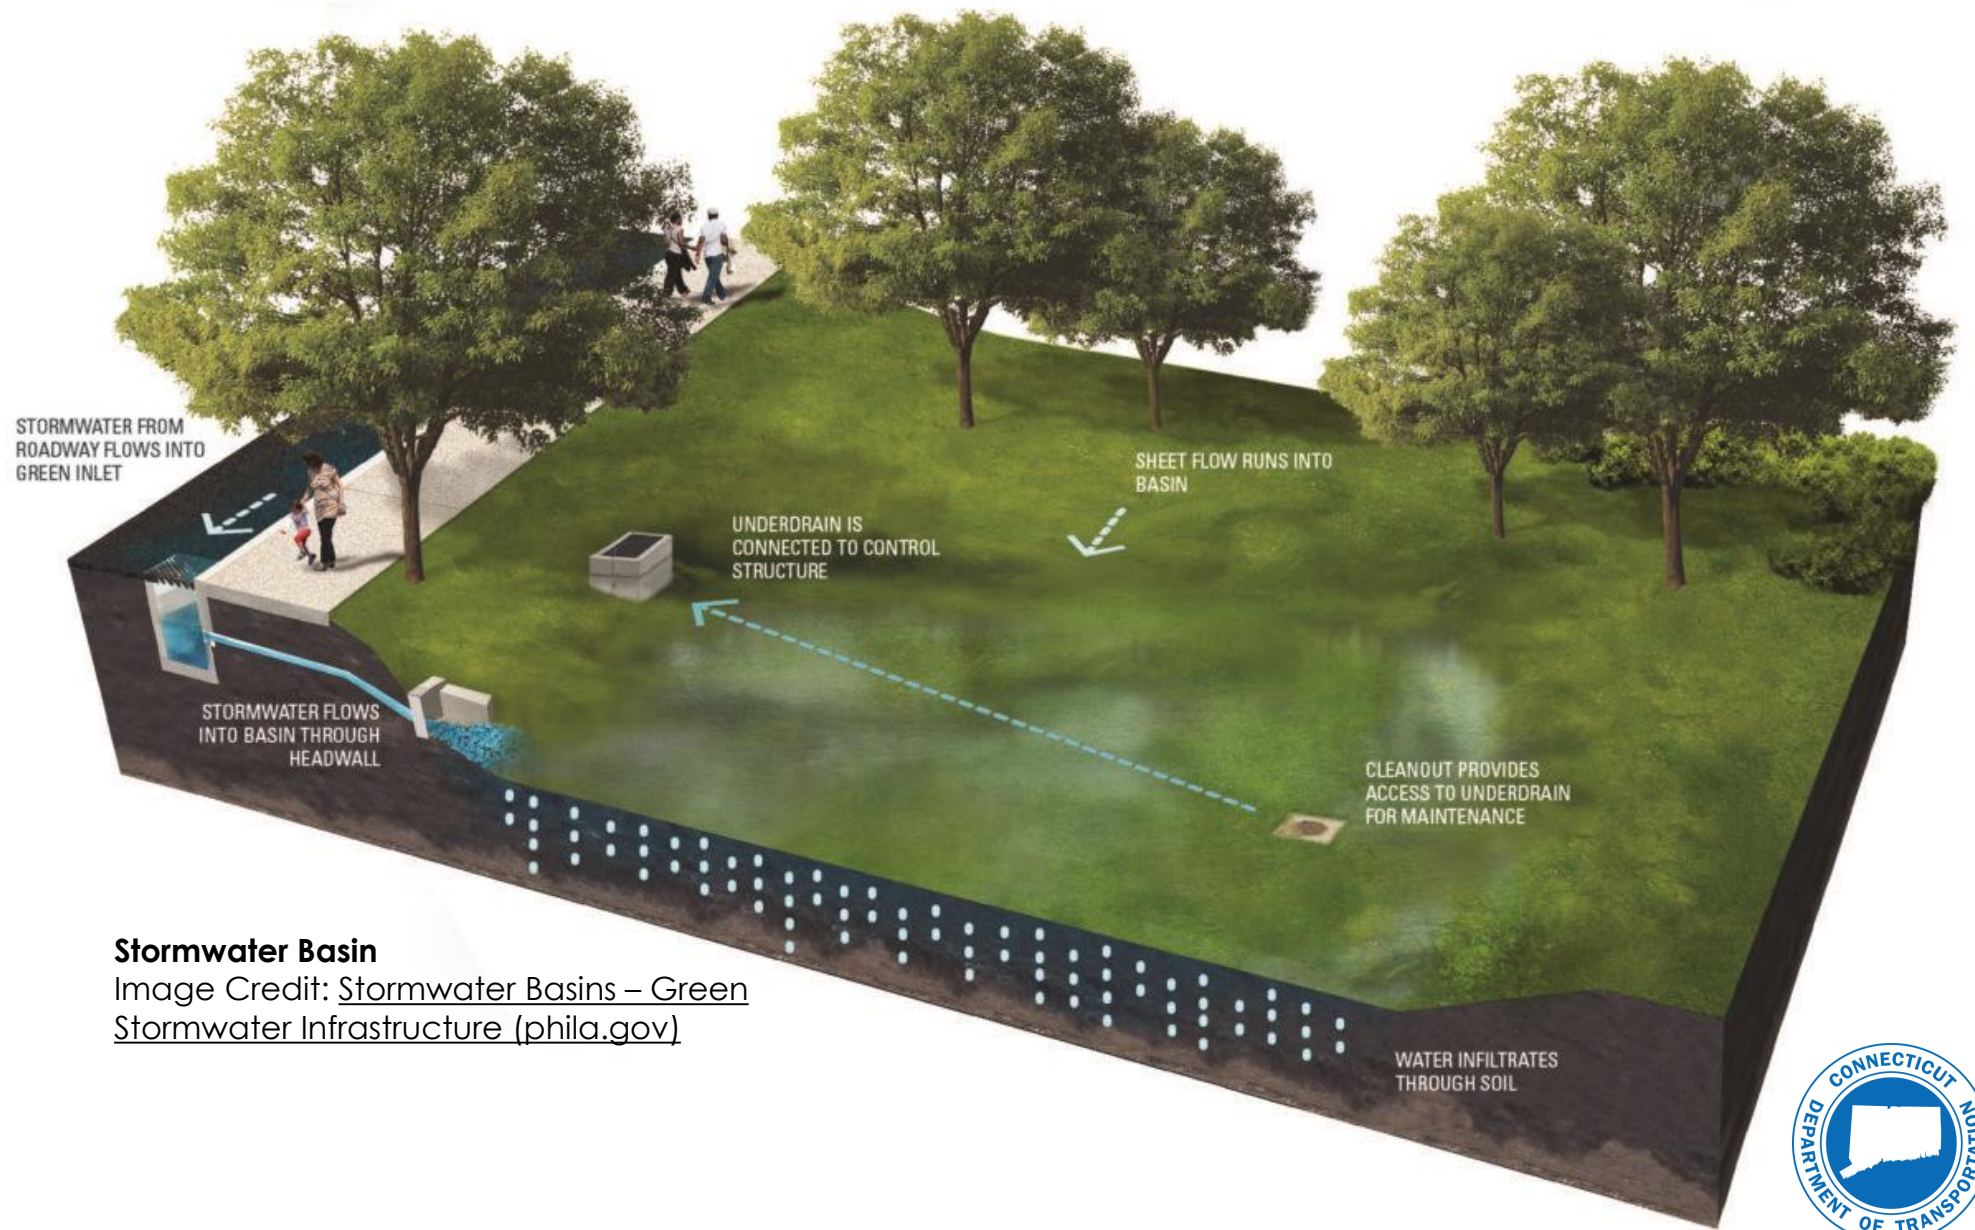 STORMWATER FROM
ROADWAY FLOWS INTO
GREEN INLET
SHEET FLOW RUNS INTO
BASIN
UNDERDRAIN IS
CONNECTED TO CONTROL
STRUCTURE
STORMWATER FLOWS
INTO BASIN THROUGH
HEADWALL
CLEANOUT PROVIDES
ACCESS TO UNDERDRAIN
FOR MAINTENANCE
Stormwater Basin
Image Credit: Stormwater Basins – Green
Stormwater Infrastructure (phila.gov)
WATER INFILTRATES
THROUGH SOIL
CONNECTICUT
DEPARTMENT OF TRANSPORTATION